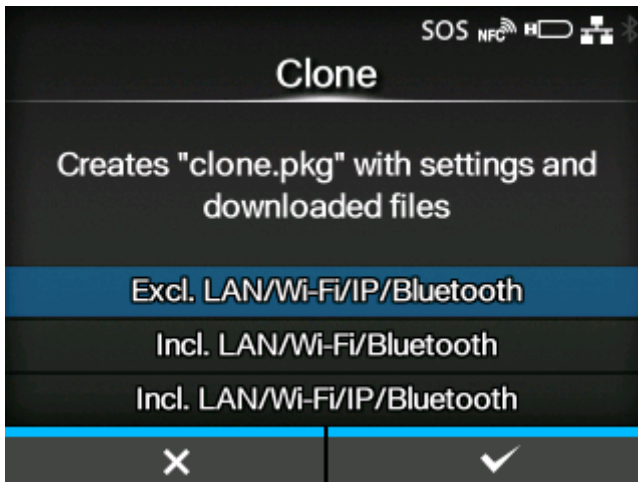 SOS NFC
Clone
Creates "clone.pkg" with settings and
downloaded files
Excl. LAN/Wi-Fi/IP/Bluetooth
Incl. LAN/Wi-Fi/Bluetooth
Incl. LAN/Wi-Fi/IP/Bluetooth